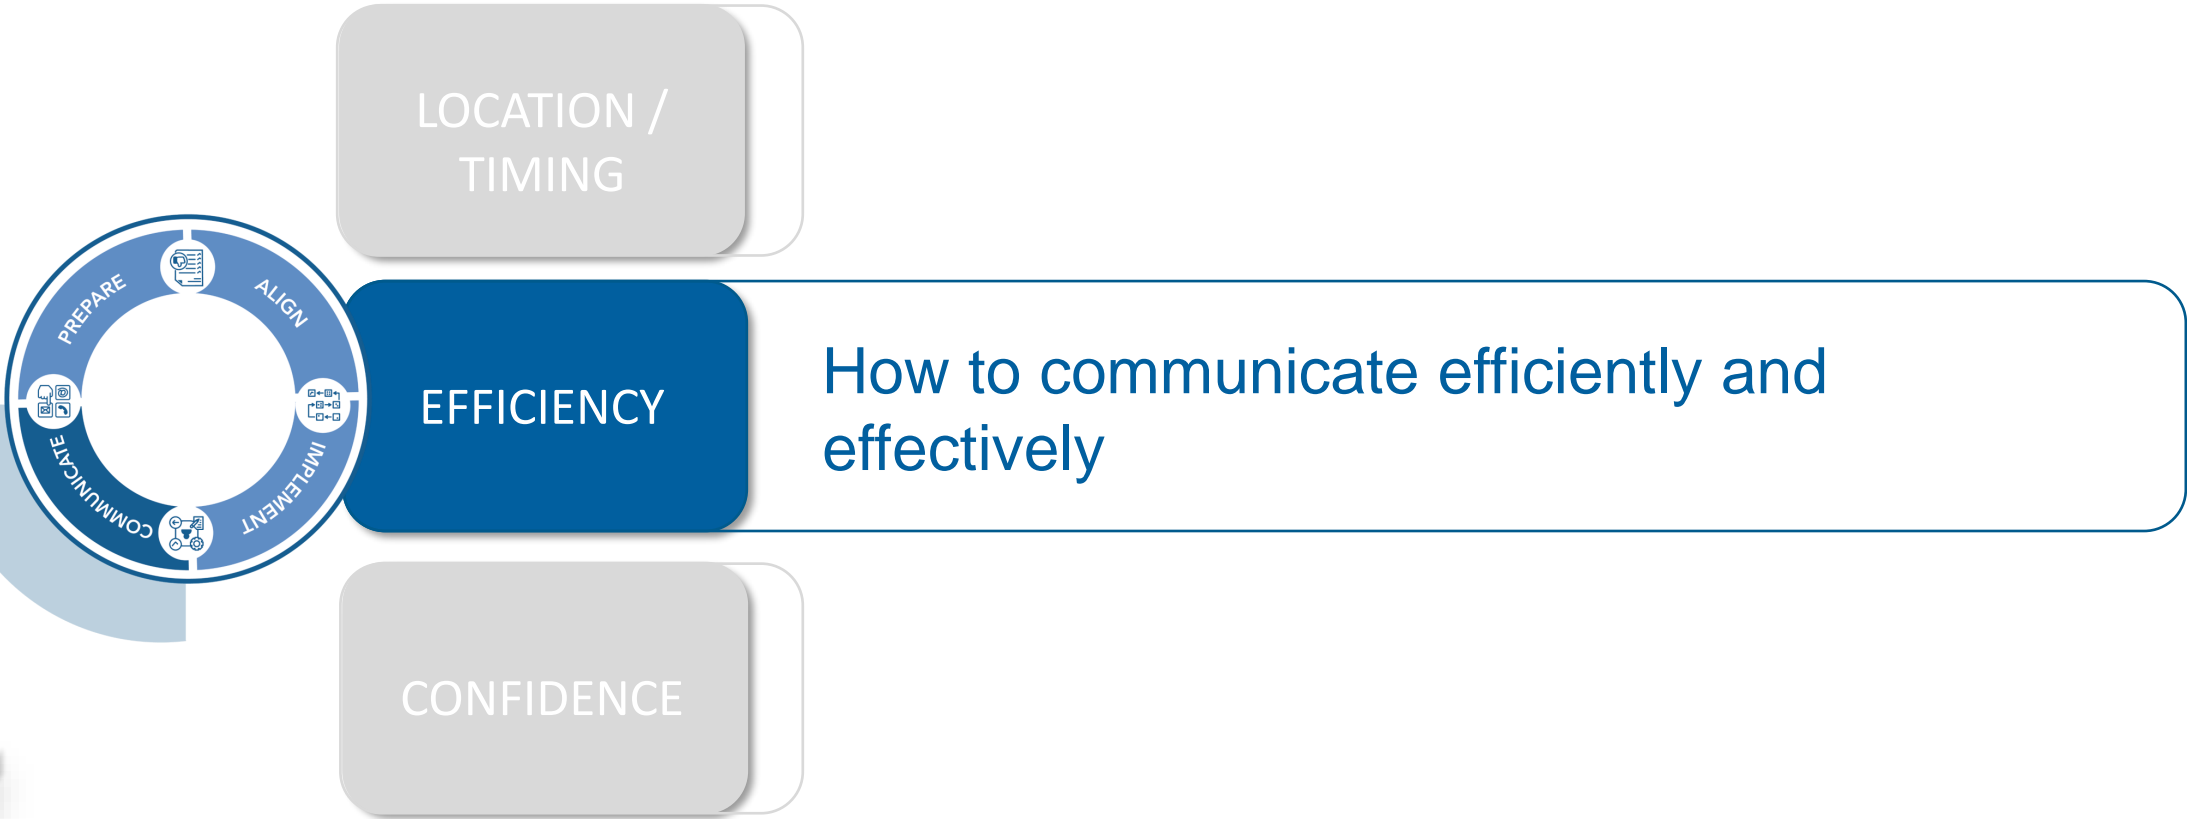 LOCATION /
TIMING
PREPARE
ALIGN
COMMUNICATE
IMPLEMENT
EFFICIENCY
How to communicate efficiently and
effectively
CONFIDENCE